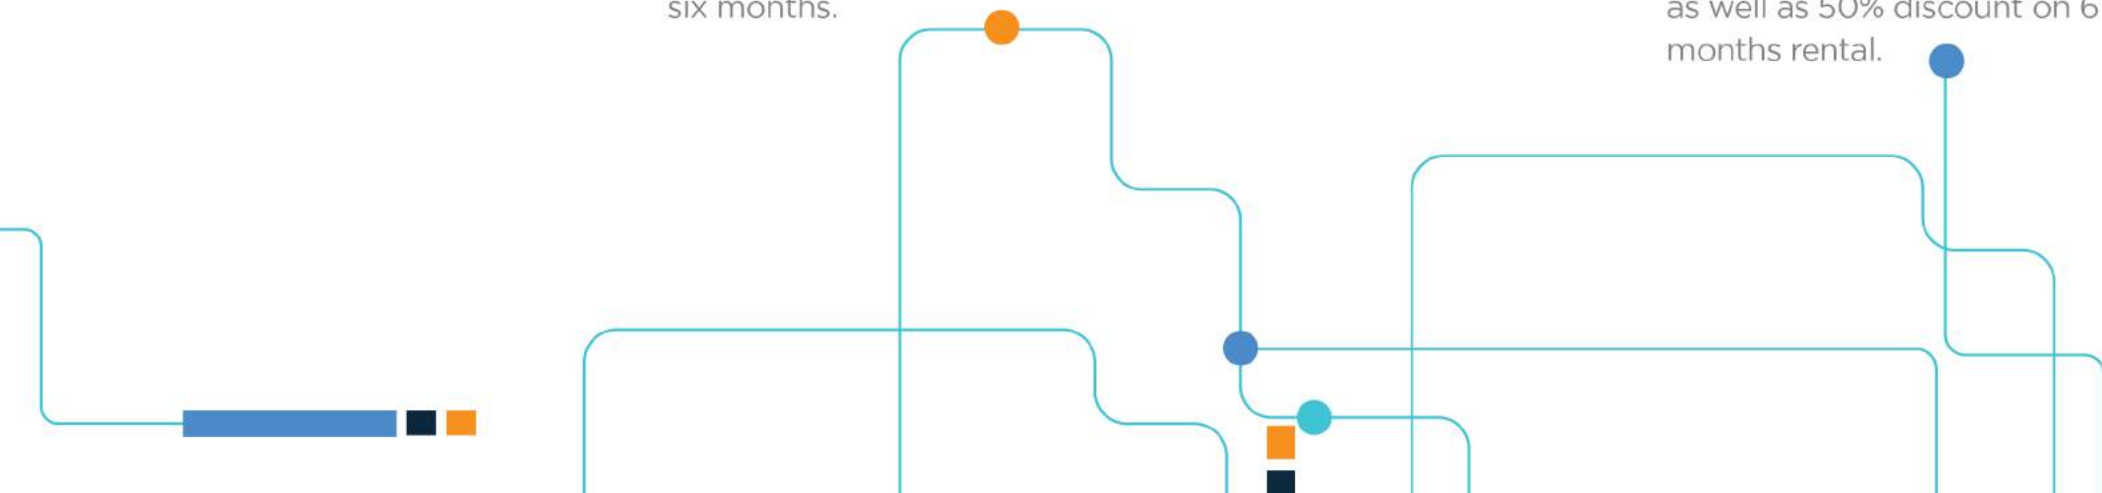 six months.
as well as 50% discount on 6
months rental.